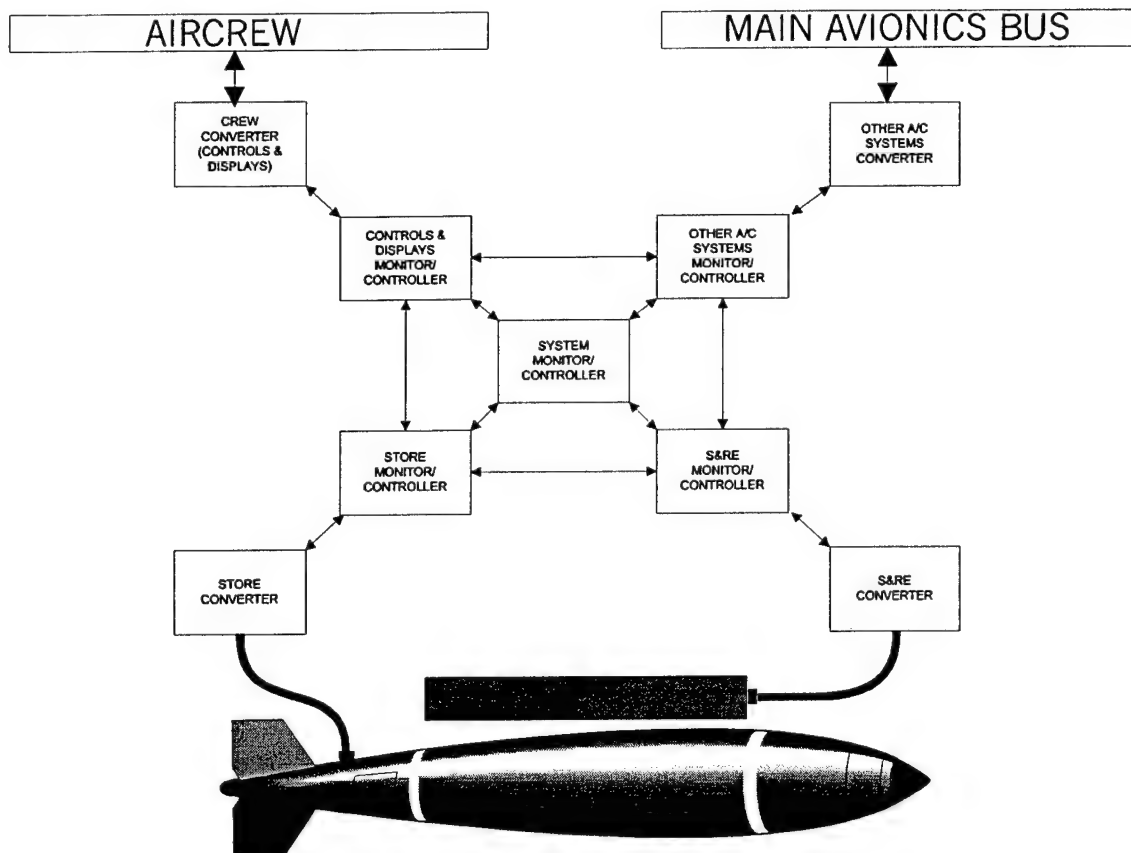 AIRCREW
MAIN AVIONICS BUS
CREW
CONVERTER
(CONTROLS &
DISPLAYS)
OTHER A/C
SYSTEMS
CONVERTER
CONTROLS &
DISPLAYS
MONITOR/
CONTROLLER
OTHER A/C
SYSTEMS
MONITOR/
CONTROLLER
SYSTEM
MONITOR/
CONTROLLER
STORE
MONITOR/
CONTROLLER
S&RE
MONITOR/
CONTROLLER
STORE
CONVERTER
S&RE
CONVERTER